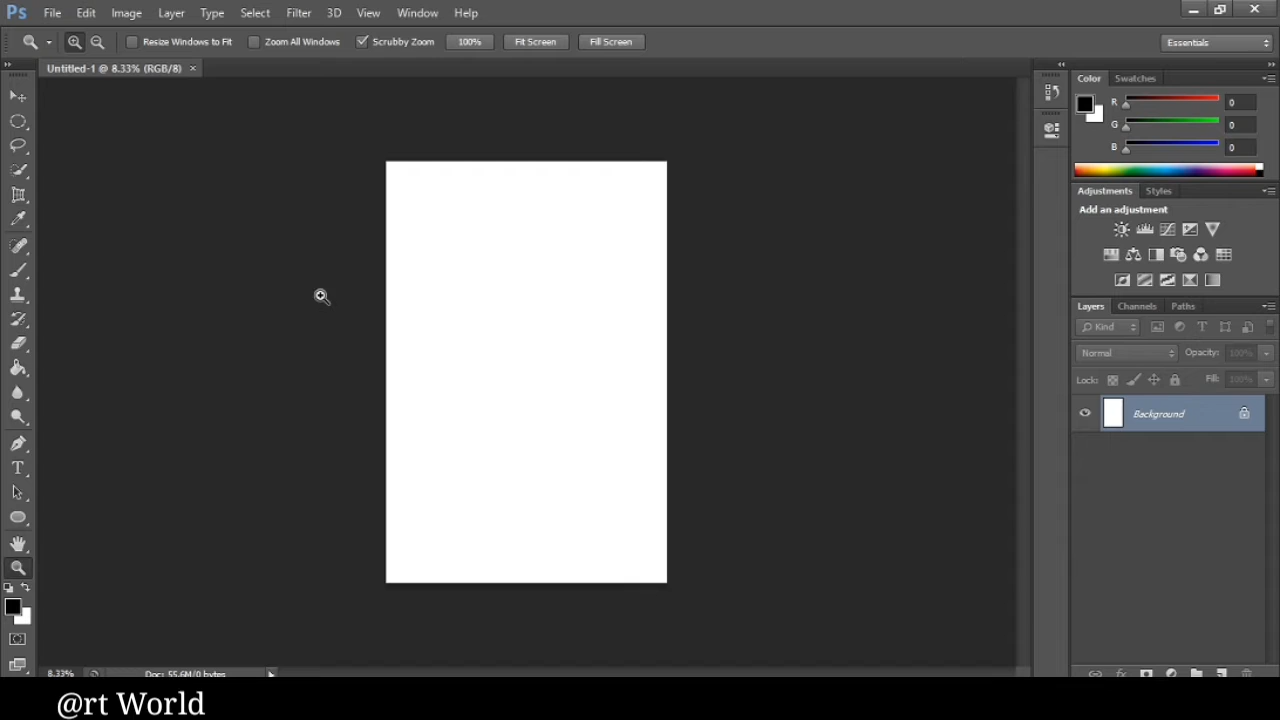 Ps File Edit Image Layer Type Select Filter 3D View Window Help
Resize Windows to Fit Zoom All Windows Scrubby Zoom 100% Fit Screen Fill Screen Essentials
Untitled-1 @ 8.33% (RGB/8) ×
Color Swatches
R 0
G 0
B 0
Adjustments Styles
Add an adjustment
Layers Channels Paths
Kind
Normal Opacity: 100%
Lock: Fill: 100%
Background
T
8.33% Doc: 55.6M/0 bytes
@rt World